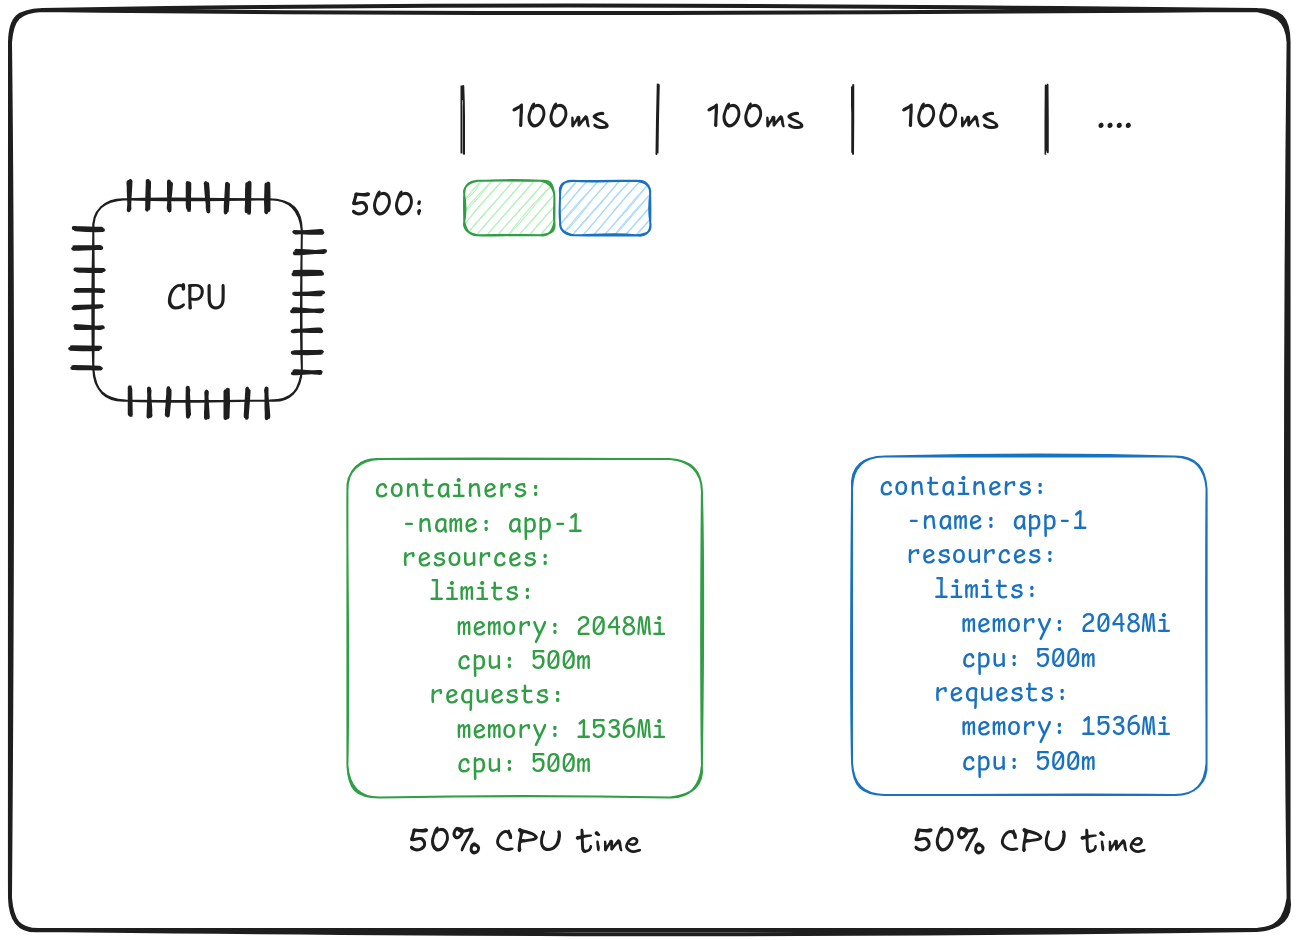 100ms 100ms 100ms ....
500:
CPU
containers:
-name: app-1
resources:
limits:
memory: 2048Mi
cpu: 500m
requests:
memory: 1536Mi
cpu: 500m
50% CPU time
containers:
-name: app-1
resources:
limits:
memory: 2048Mi
cpu: 500m
requests:
memory: 1536Mi
cpu: 500m
50% CPU time